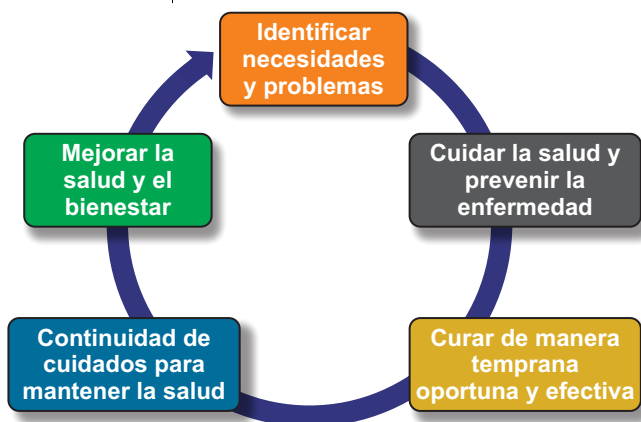 Identificar
necesidades
y problemas
Cuidar la salud y
prevenir la
enfermedad
Curar de manera
temprana
oportuna y efectiva
Continuidad de
cuidados para
mantener la salud
Mejorar la
salud y el
bienestar